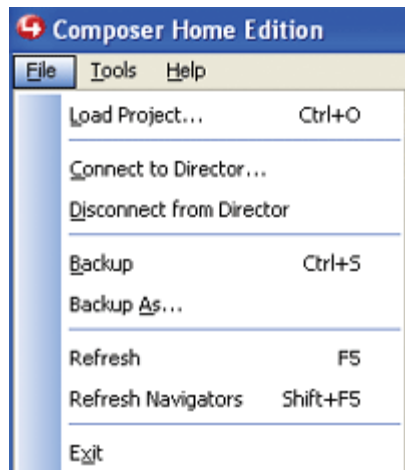 Composer Home Edition
File Tools Help
Load Project... Ctrl+O
Connect to Director...
Disconnect from Director
Backup Ctrl+S
Backup As...
Refresh F5
Refresh Navigators Shift+F5
Exit